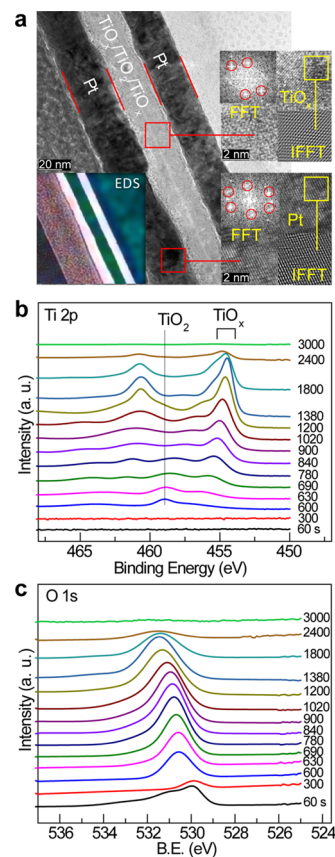 a
TiOₓ/TiO₂/TiOₓ
Pt
Pt
20 nm
EDS
FFT
TiOₓ
2 nm
IFFT
FFT
Pt
2 nm
IFFT
b
Ti 2p
TiO₂
TiOₓ
Intensity (a. u.)
3000
2400
1800
1380
1200
1020
900
840
780
690
630
600
300
60 s
465 460 455 450
Binding Energy (eV)
c
O 1s
Intensity (a. u.)
3000
2400
1800
1380
1200
1020
900
840
780
690
630
600
300
60 s
536 534 532 530 528 526 524
B.E. (eV)